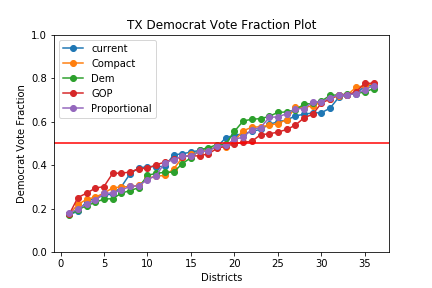 TX Democrat Vote Fraction Plot
1.0
0.8
0.6
0.4
0.2
0.0
Democrat Vote Fraction
current
Compact
Dem
GOP
Proportional
0 5 10 15 20 25 30 35
Districts